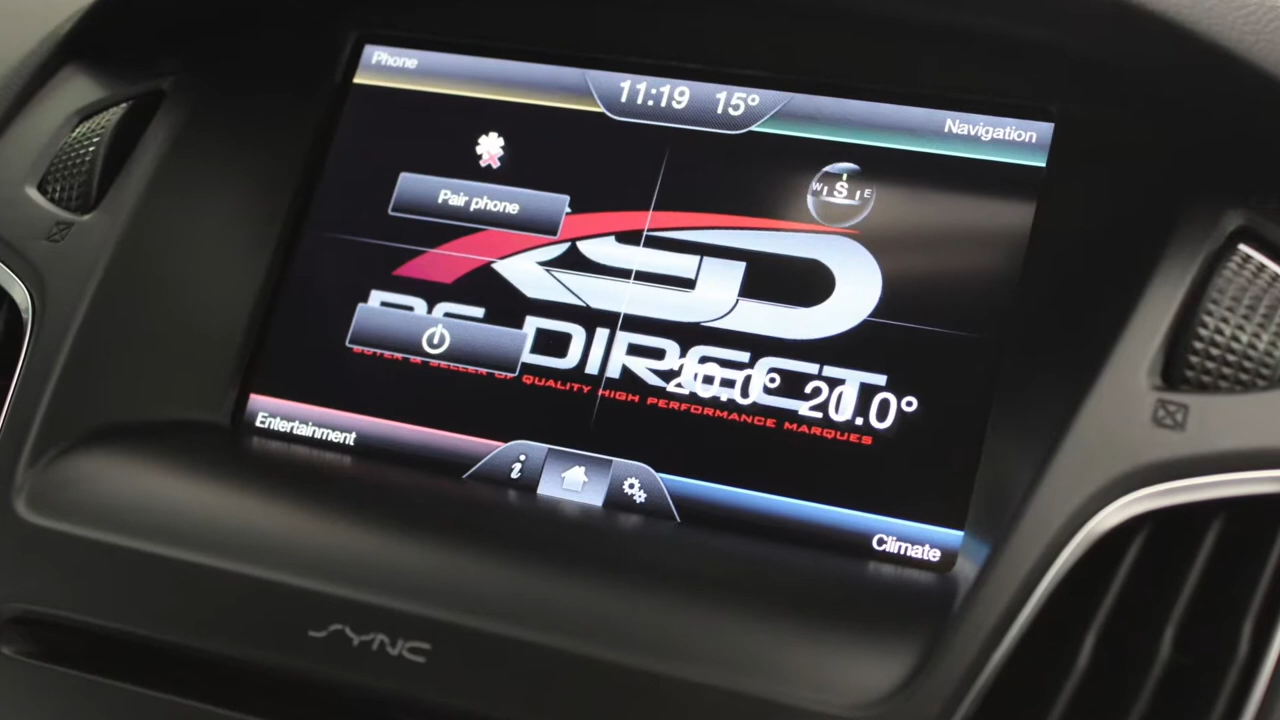 Phone
11:19 15°
Navigation
W S E
Pair phone
RS DIRECT
BUYER & SELLER OF QUALITY HIGH PERFORMANCE MARQUES
20.0° 20.0°
Entertainment
i
Climate
SYNC